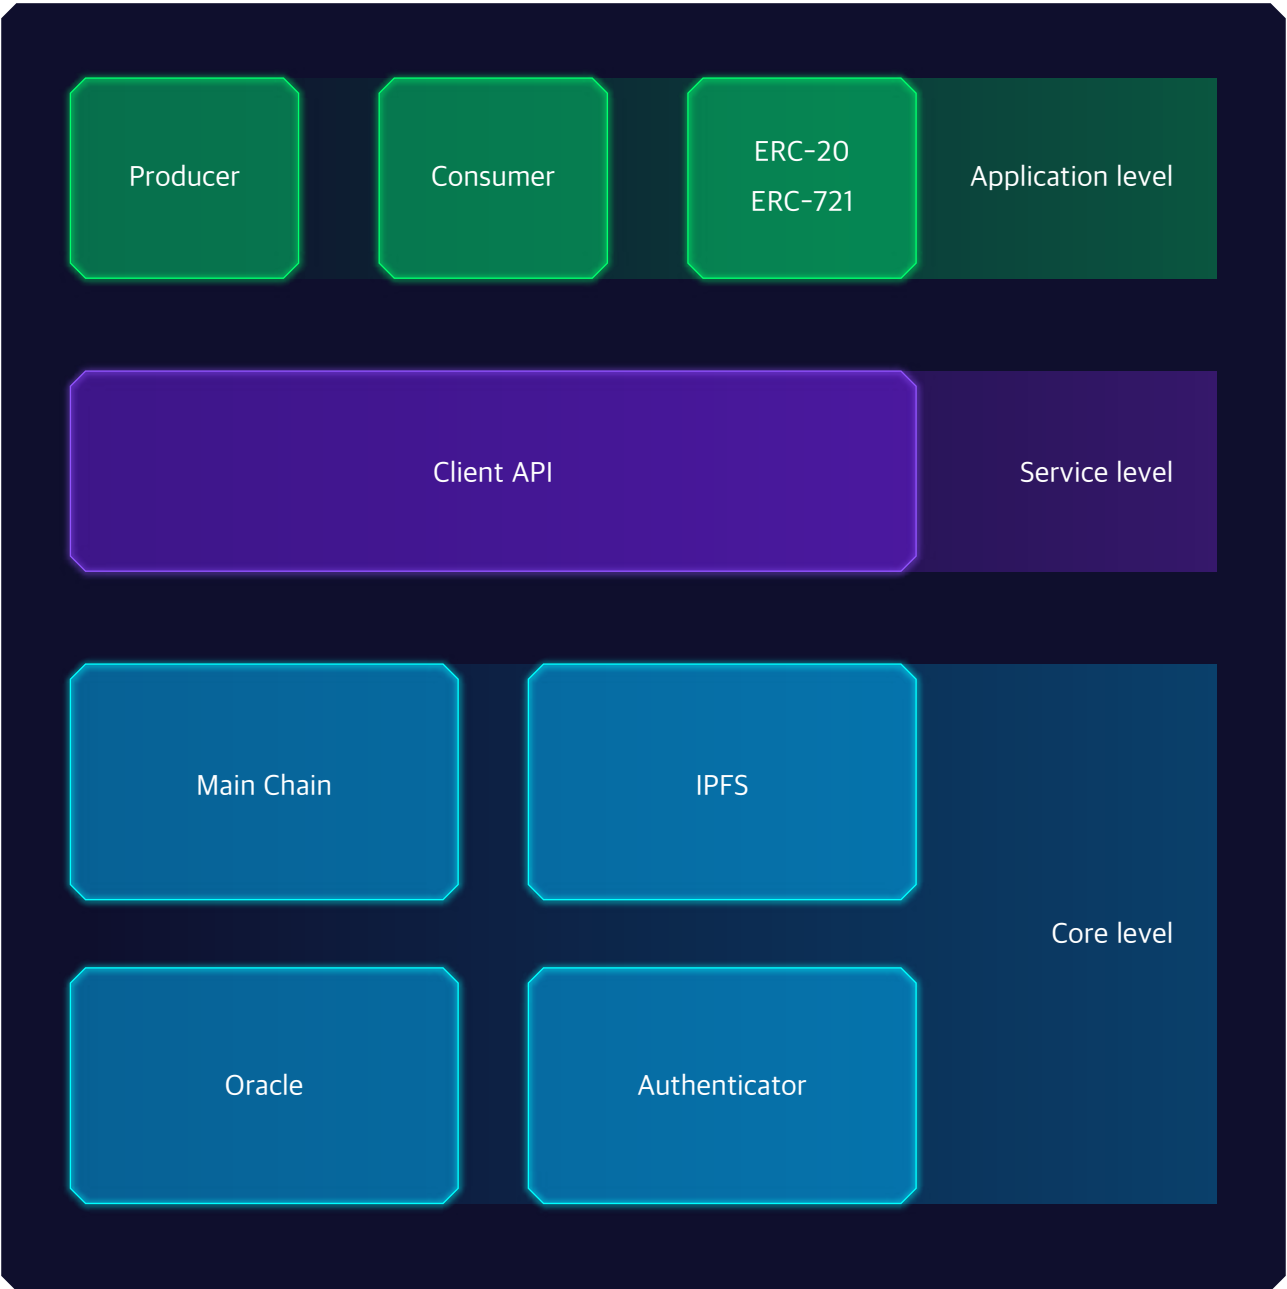 Producer
Consumer
ERC-20
ERC-721
Application level
Client API
Service level
Main Chain
IPFS
Core level
Oracle
Authenticator